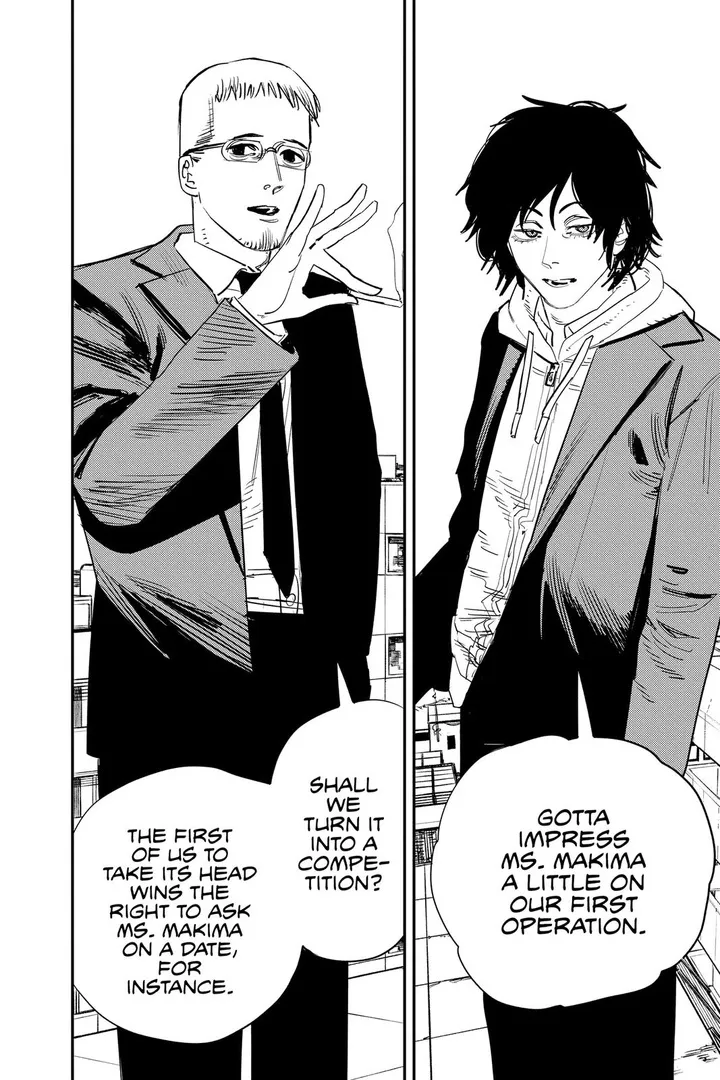 GOTTA
IMPRESS
MS. MAKIMA
A LITTLE ON
OUR FIRST
OPERATION.
SHALL
WE
TURN IT
INTO A
COMPE-
TITION?
THE FIRST
OF US TO
TAKE ITS HEAD
WINS THE
RIGHT TO ASK
MS. MAKIMA
ON A DATE,
FOR
INSTANCE.